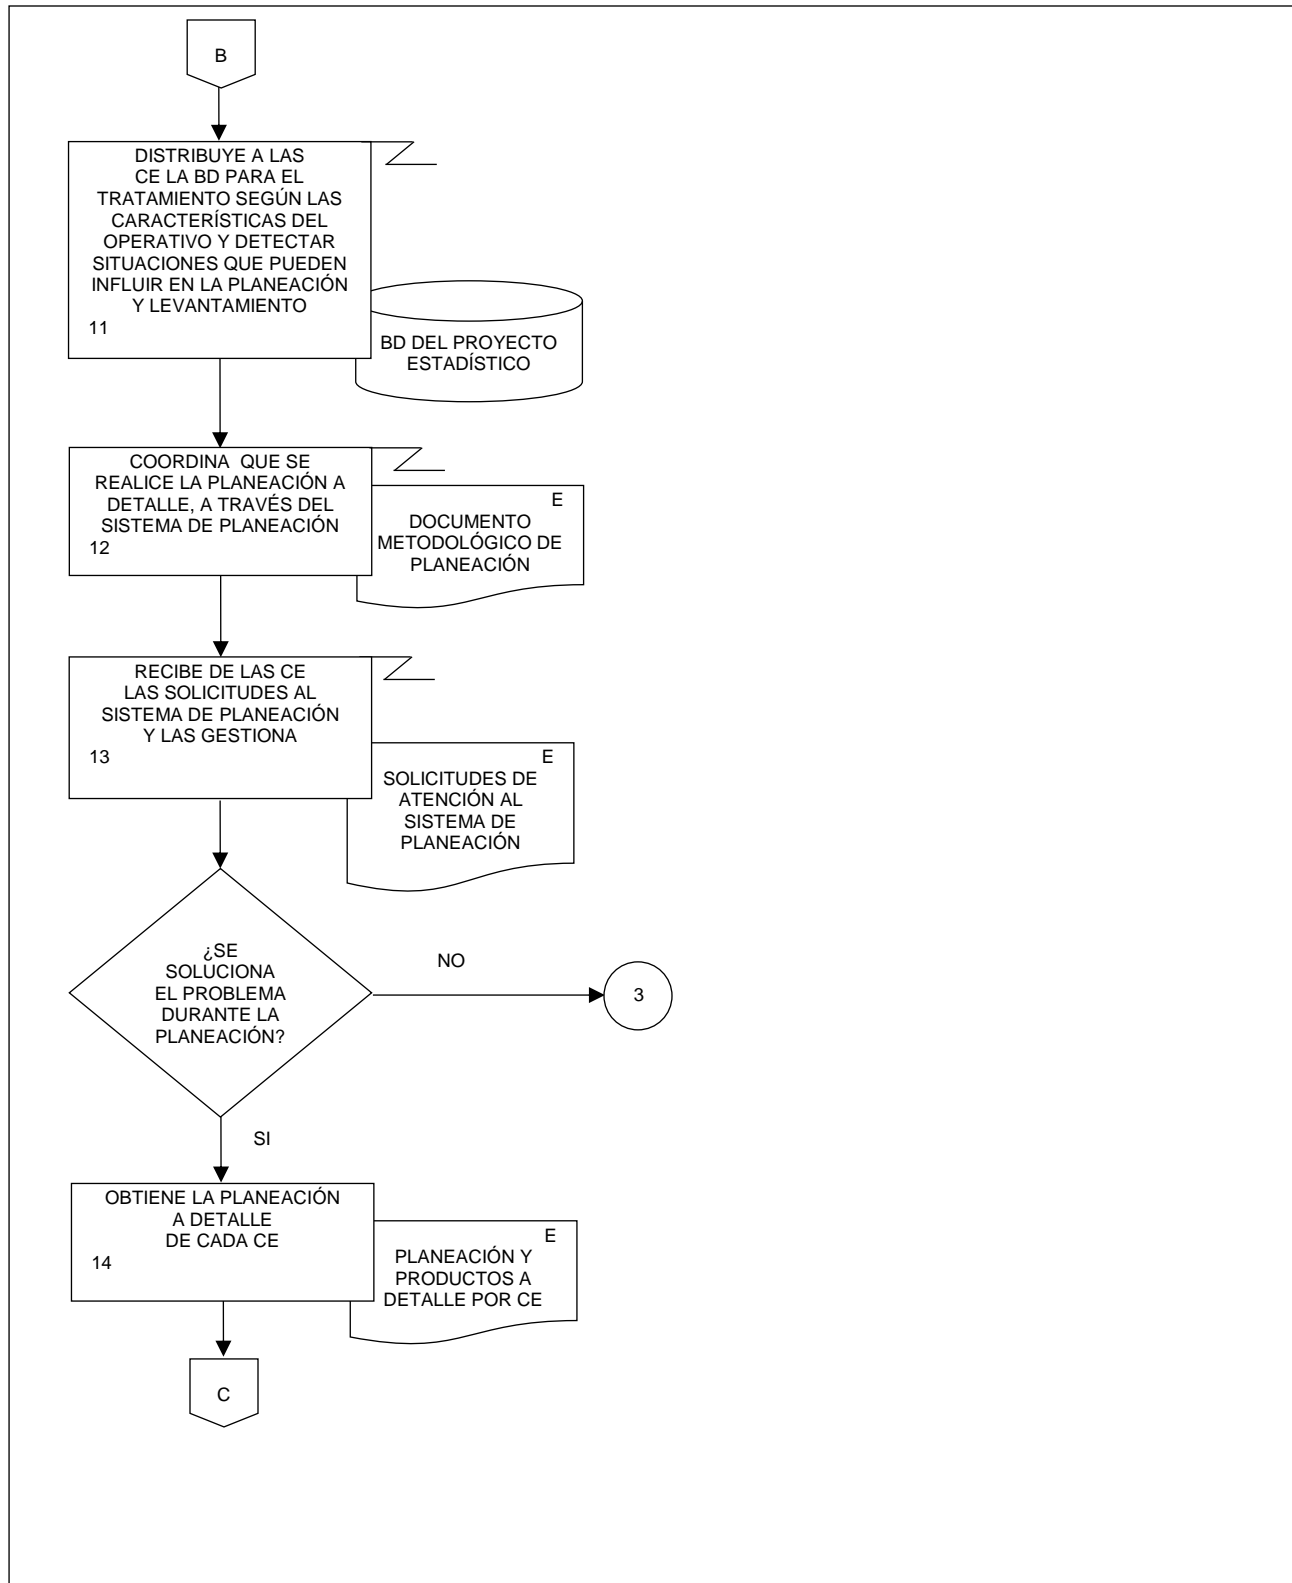 B
DISTRIBUYE A LAS
CE LA BD PARA EL
TRATAMIENTO SEGÚN LAS
CARACTERÍSTICAS DEL
OPERATIVO Y DETECTAR
SITUACIONES QUE PUEDEN
INFLUIR EN LA PLANEACIÓN
Y LEVANTAMIENTO
11
BD DEL PROYECTO
ESTADÍSTICO
COORDINA QUE SE
REALICE LA PLANEACIÓN A
DETALLE, A TRAVÉS DEL
SISTEMA DE PLANEACIÓN
12
E
DOCUMENTO
METODOLÓGICO DE
PLANEACIÓN
RECIBE DE LAS CE
LAS SOLICITUDES AL
SISTEMA DE PLANEACIÓN
Y LAS GESTIONA
13
E
SOLICITUDES DE
ATENCIÓN AL
SISTEMA DE
PLANEACIÓN
¿SE
SOLUCIONA
EL PROBLEMA
DURANTE LA
PLANEACIÓN?
NO
3
SI
OBTIENE LA PLANEACIÓN
A DETALLE
DE CADA CE
14
E
PLANEACIÓN Y
PRODUCTOS A
DETALLE POR CE
C